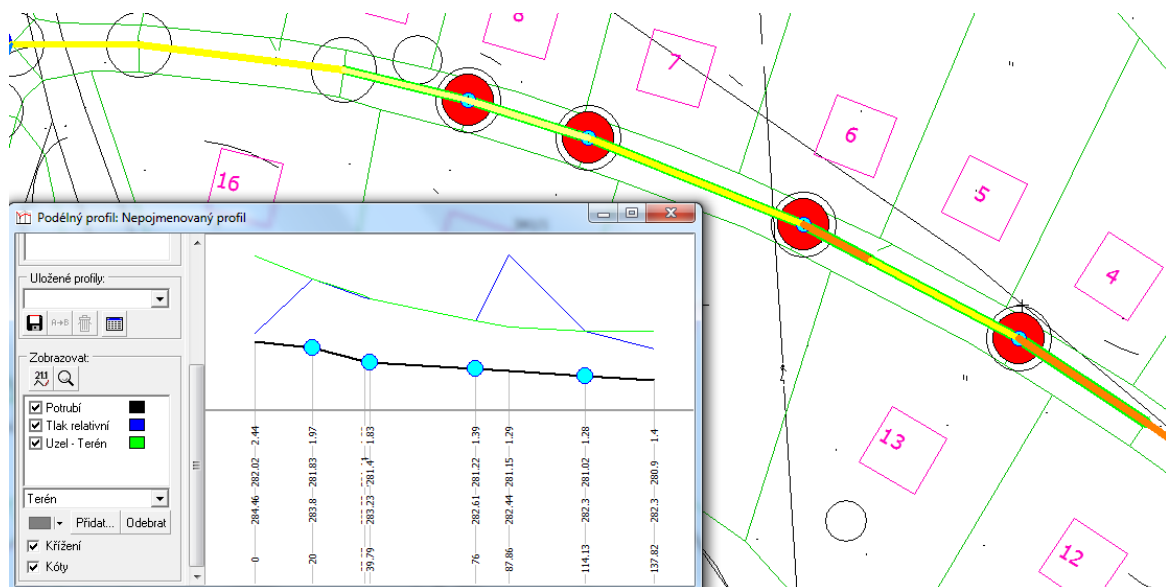 8
7
6
5
4
16
13
12
Podélný profil: Nepojmenovaný profil
Uložené profily:
Zobrazovat:
Potrubí
Tlak relativní
Uzel - Terén
Terén
Přidat...
Odebrat
Křížení
Kóty
284.46 282.02 2.44
283.8 281.83 1.97
283.23 281.4 1.83
282.61 281.22 1.39
282.44 281.15 1.29
282.3 281.02 1.28
282.3 280.9 1.4
0 20 39.79 76 87.86 114.13 137.82